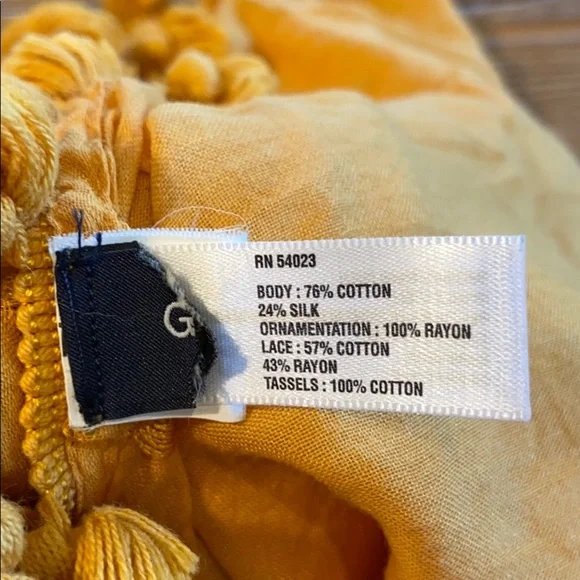 RN 54023
BODY : 76% COTTON
24% SILK
ORNAMENTATION : 100% RAYON
LACE : 57% COTTON
43% RAYON
TASSELS : 100% COTTON
G